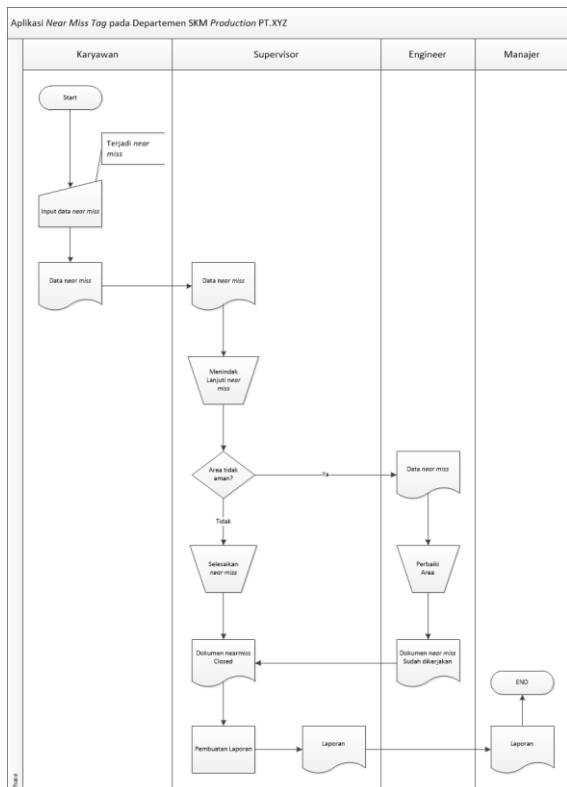 Aplikasi Near Miss Tag pada Departemen SKM Production PT.XYZ
Karyawan
Supervisor
Engineer
Manajer
Start
Terjadi near
miss
Input data near miss
Data near miss
Data near miss
Menindak
Lanjuti near
miss
Area tidak
aman?
Ya
Data near miss
Tidak
Selesaikan
near miss
Perbaiki
Area
Dokumen nearmiss
Closed
Dokumen near miss
Sudah dikerjakan
END
Pembuatan Laporan
Laporan
Laporan